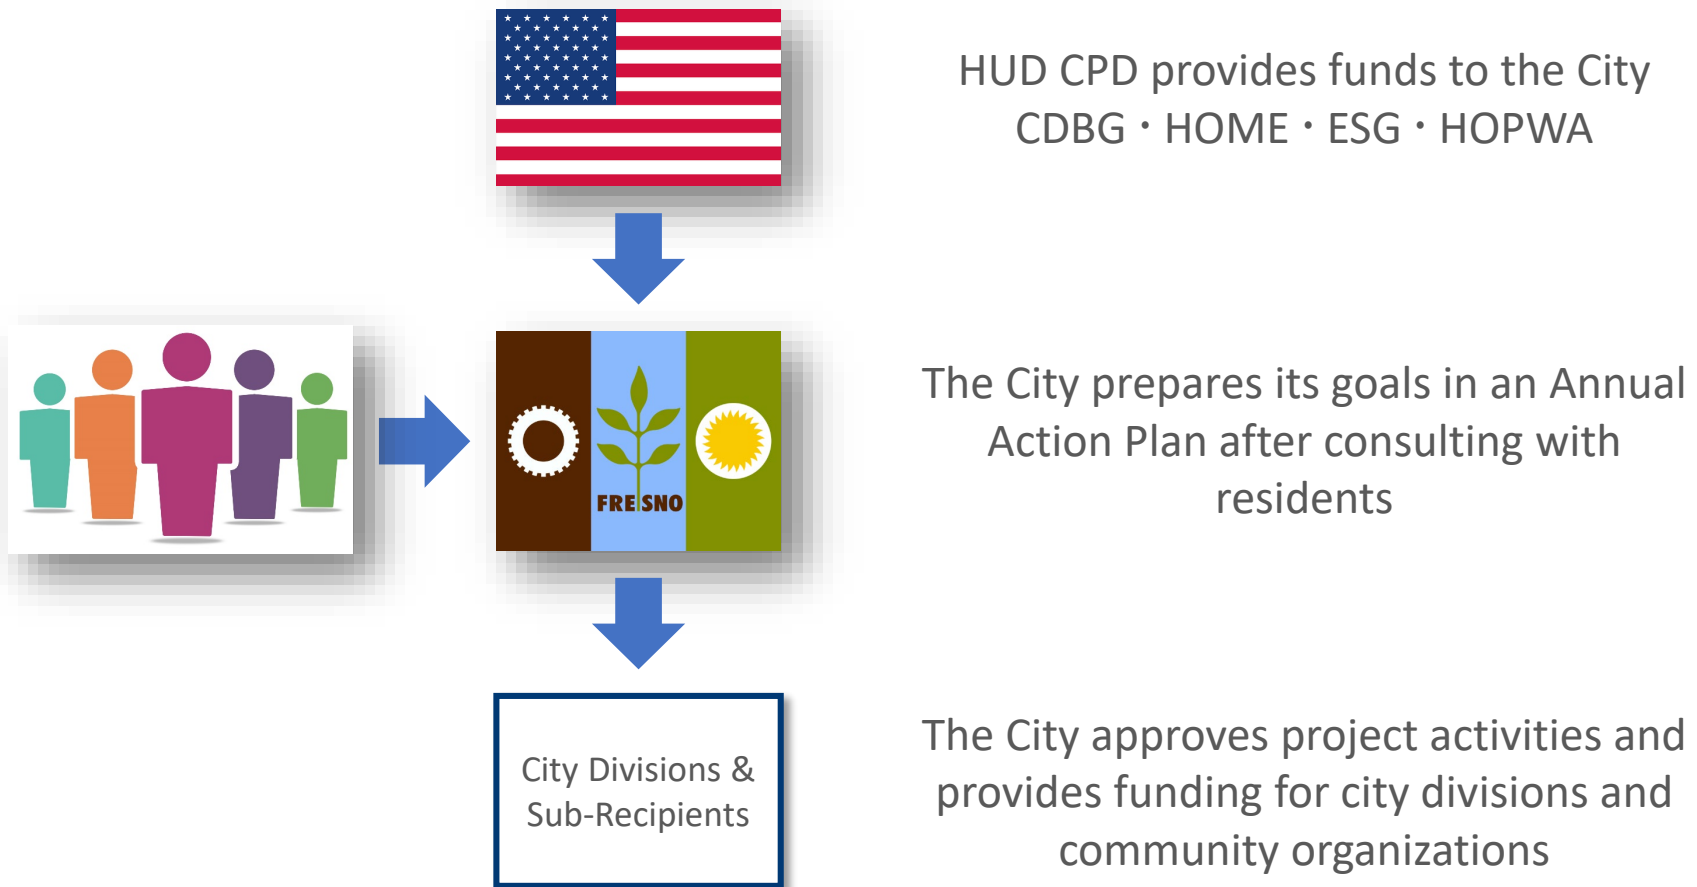 HUD CPD provides funds to the City
CDBG · HOME · ESG · HOPWA
FRESNO
The City prepares its goals in an Annual
Action Plan after consulting with
residents
City Divisions &
Sub-Recipients
The City approves project activities and
provides funding for city divisions and
community organizations